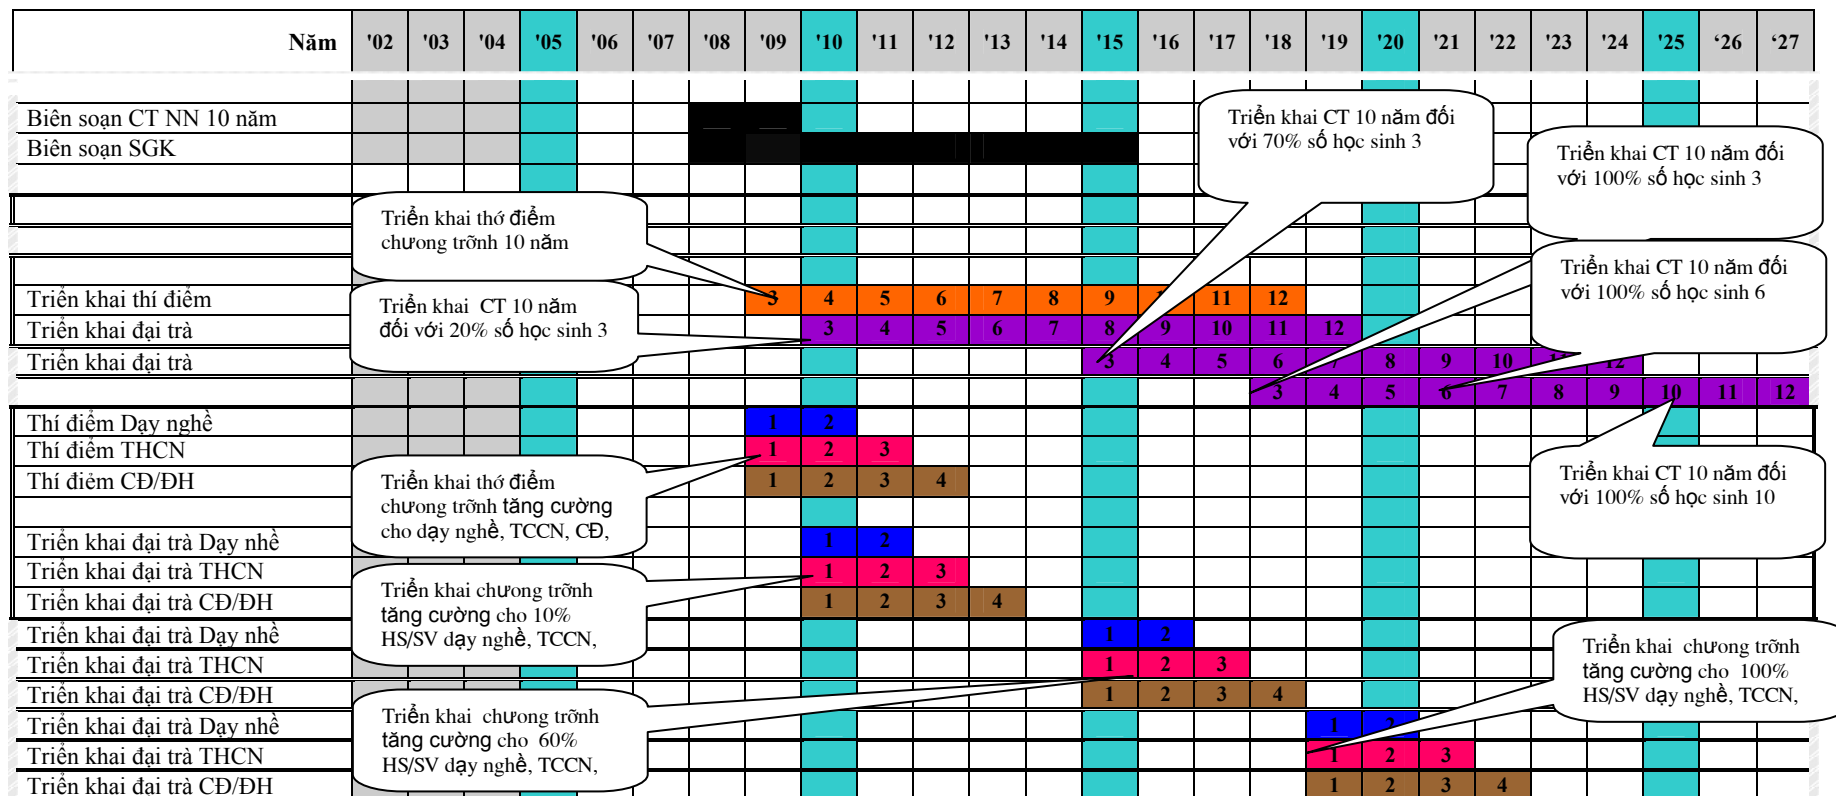 Năm '02 '03 '04 '05 '06 '07 '08 '09 '10 '11 '12 '13 '14 '15 '16 '17 '18 '19 '20 '21 '22 '23 '24 '25 ‘26 ‘27
Biên soạn CT NN 10 năm
Biên soạn SGK
Triển khai CT 10 năm đối
với 70% số học sinh 3
Triển khai CT 10 năm đối
với 100% số học sinh 3
Triển khai thớ điểm
chương trỡnh 10 năm
Triển khai CT 10 năm đối
với 100% số học sinh 6
Triển khai thí điểm 3 4 5 6 7 8 9 11 12
Triển khai CT 10 năm
đối với 20% số học sinh 3
Triển khai đại trà 3 4 5 6 7 8 9 10 11 12
Triển khai đại trà 3 4 5 6 7 8 9 10 12
3 4 5 6 7 8 9 10 11 12
Thí điểm Dạy nghề 1 2
Thí điểm THCN 1 2 3
Thí điẻm CĐ/ĐH 1 2 3 4
Triển khai thớ điểm
chương trỡnh tăng cường
cho dạy nghề, TCCN, CĐ,
Triển khai CT 10 năm đối
với 100% số học sinh 10
Triển khai đại trà Dạy nhề 1 2
Triển khai đại trà THCN 1 2 3
Triển khai đại trà CĐ/ĐH 1 2 3 4
Triển khai chương trỡnh
tăng cường cho 10%
HS/SV dạy nghề, TCCN,
Triển khai đại trà Dạy nhề 1 2
Triển khai đại trà THCN 1 2 3
Triển khai đại trà CĐ/ĐH 1 2 3 4
Triển khai chương trỡnh
tăng cường cho 100%
HS/SV dạy nghề, TCCN,
Triển khai chương trỡnh
tăng cường cho 60%
HS/SV dạy nghề, TCCN,
Triển khai đại trà Dạy nhề 1 2
Triển khai đại trà THCN 1 2 3
Triển khai đại trà CĐ/ĐH 1 2 3 4